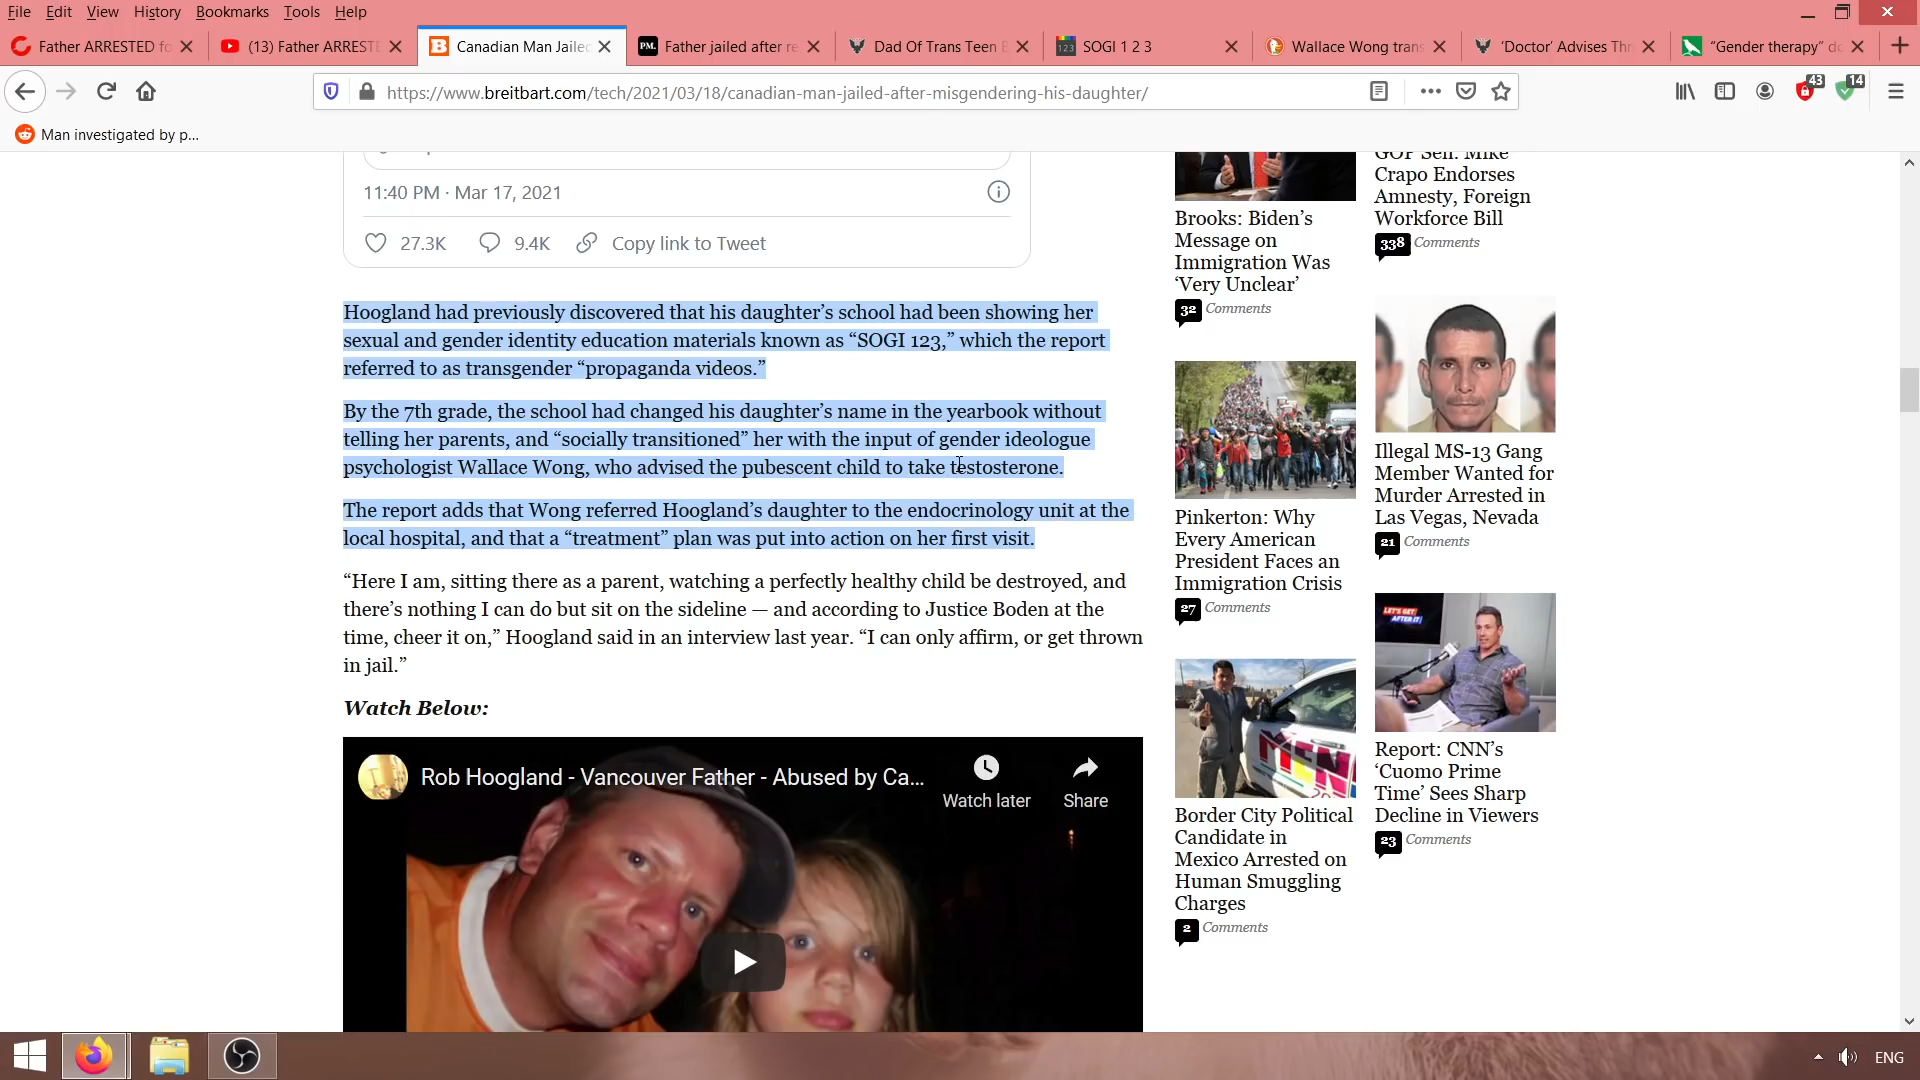 File Edit View History Bookmarks Tools Help
Father ARRESTED fo
(13) Father ARREST
Canadian Man Jailed
Father jailed after re
Dad Of Trans Teen
SOGI 1 2 3
Wallace Wong trans
‘Doctor’ Advises Thr
“Gender therapy” do
https://www.breitbart.com/tech/2021/03/18/canadian-man-jailed-after-misgendering-his-daughter/
43
14
Man investigated by p...
11:40 PM · Mar 17, 2021
27.3K 9.4K Copy link to Tweet
Hoogland had previously discovered that his daughter’s school had been showing her
sexual and gender identity education materials known as “SOGI 123,” which the report
referred to as transgender “propaganda videos.”
By the 7th grade, the school had changed his daughter’s name in the yearbook without
telling her parents, and “socially transitioned” her with the input of gender ideologue
psychologist Wallace Wong, who advised the pubescent child to take testosterone.
The report adds that Wong referred Hoogland’s daughter to the endocrinology unit at the
local hospital, and that a “treatment” plan was put into action on her first visit.
“Here I am, sitting there as a parent, watching a perfectly healthy child be destroyed, and
there’s nothing I can do but sit on the sideline — and according to Justice Boden at the
time, cheer it on,” Hoogland said in an interview last year. “I can only affirm, or get thrown
in jail.”
Watch Below:
Rob Hoogland - Vancouver Father - Abused by Ca...
Watch later
Share
Brooks: Biden’s
Message on
Immigration Was
‘Very Unclear’
32 Comments
Pinkerton: Why
Every American
President Faces an
Immigration Crisis
27 Comments
Border City Political
Candidate in
Mexico Arrested on
Human Smuggling
Charges
2 Comments
GOP Sen. Mike
Crapo Endorses
Amnesty, Foreign
Workforce Bill
338 Comments
Illegal MS-13 Gang
Member Wanted for
Murder Arrested in
Las Vegas, Nevada
21 Comments
LET'S GET
AFTER IT
Report: CNN’s
‘Cuomo Prime
Time’ Sees Sharp
Decline in Viewers
23 Comments
ENG